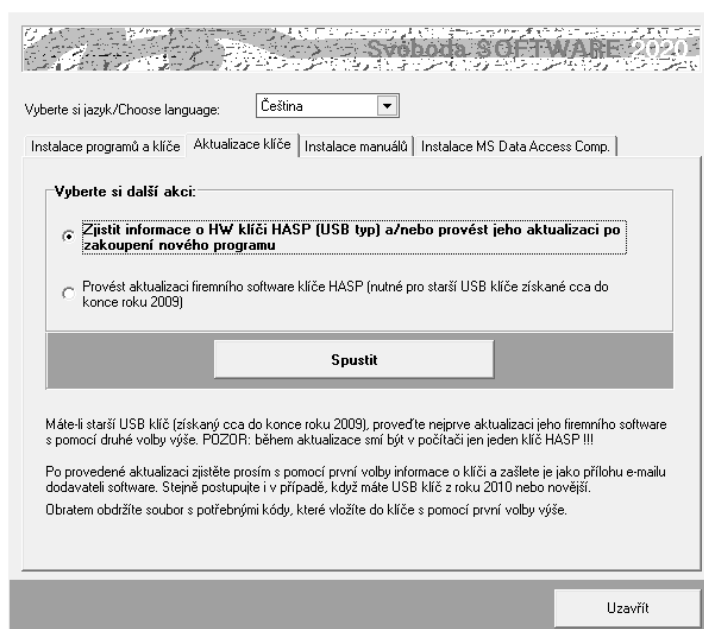 Svoboda SOFTWARE 2020
Vyberte si jazyk/Choose language:
Čeština
Instalace programů a klíče
Aktualizace klíče
Instalace manuálů
Instalace MS Data Access Comp.
Vyberte si další akci:
Zjistit informace o HW klíči HASP (USB typ) a/nebo provést jeho aktualizaci po
zakoupení nového programu
Provést aktualizaci firemního software klíče HASP (nutné pro starší USB klíče získané cca do
konce roku 2009)
Spustit
Máte-li starší USB klíč (získaný cca do konce roku 2009), proveďte nejprve aktualizaci jeho firemního software
s pomocí druhé volby výše. POZOR: během aktualizace smí být v počítači jen jeden klíč HASP !!!
Po provedené aktualizaci zjistěte prosím s pomocí první volby informace o klíči a zašlete je jako přílohu e-mailu
dodavateli software. Stejně postupujte i v případě, když máte USB klíč z roku 2010 nebo novější.
Obratem obdržíte soubor s potřebnými kódy, které vložíte do klíče s pomocí první volby výše.
Uzavřít